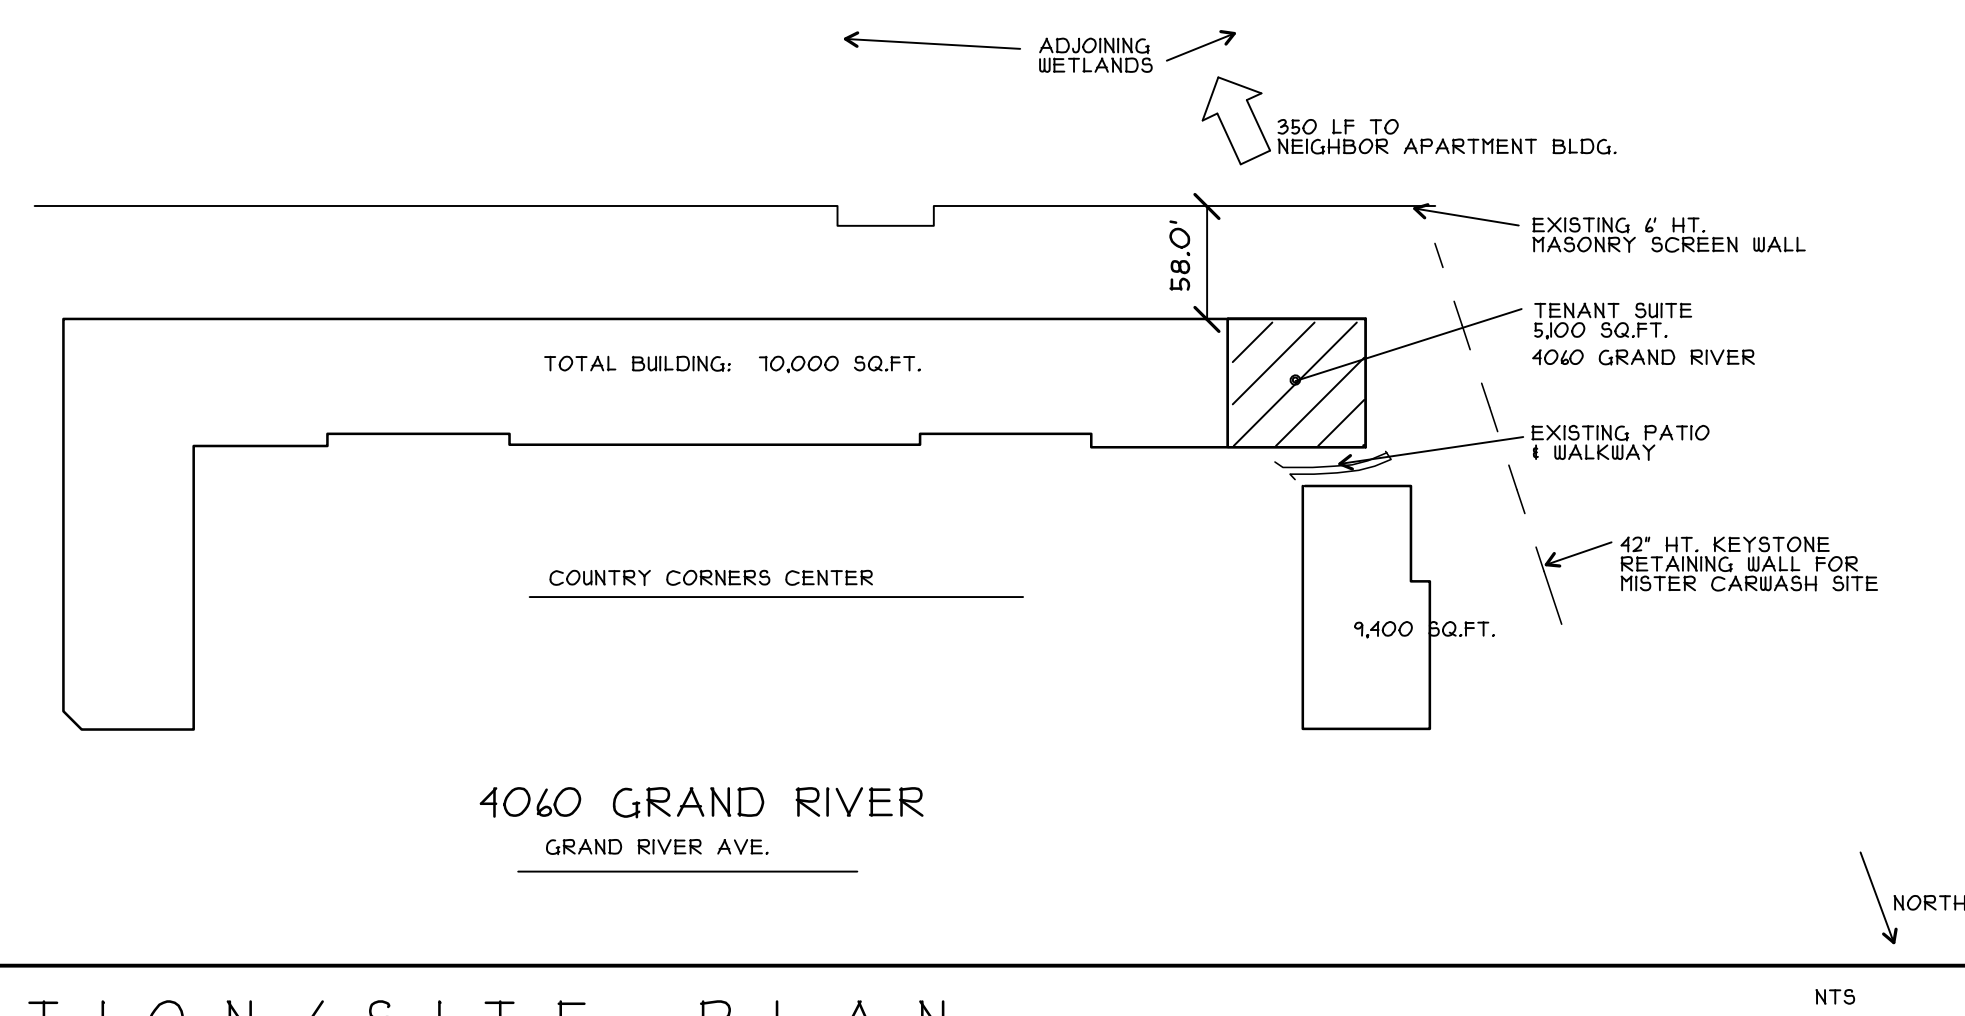 ADJOINING
WETLANDS
350 LF TO
NEIGHBOR APARTMENT BLDG.
58.0'
EXISTING 6' HT.
MASONRY SCREEN WALL
TENANT SUITE
5,100 SQ.FT.
4060 GRAND RIVER
TOTAL BUILDING: 70,000 SQ.FT.
EXISTING PATIO
& WALKWAY
42" HT. KEYSTONE
RETAINING WALL FOR
MISTER CARWASH SITE
COUNTRY CORNERS CENTER
9,400 SQ.FT.
4060 GRAND RIVER
GRAND RIVER AVE.
NORTH
NTS
TION/SITE PLAN